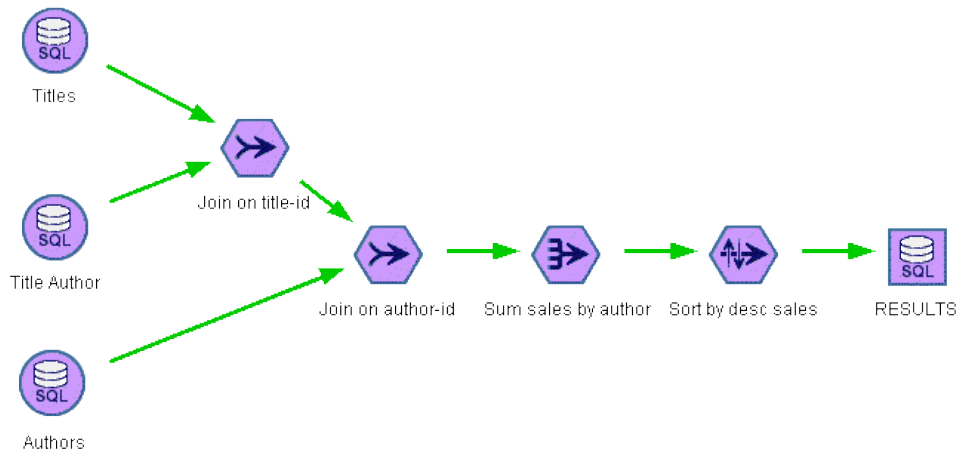 SQL
Titles
Join on title-id
SQL
Title Author
Join on author-id
Sum sales by author
Sort by desc sales
SQL
RESULTS
SQL
Authors